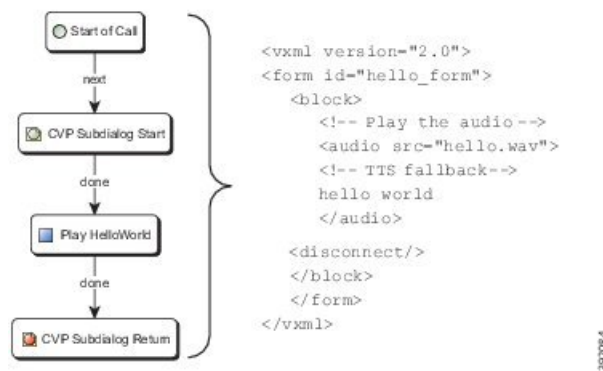 Start of Call
next
CVP Subdialog Start
done
Play HelloWorld
done
CVP Subdialog Return
<vxml version="2.0">
<form id="hello_form">
<block>
<!-- Play the audio-->
<audio src="hello.wav">
<!-- TTS fallback-->
hello world
</audio>
<disconnect/>
</block>
</form>
</vxml>